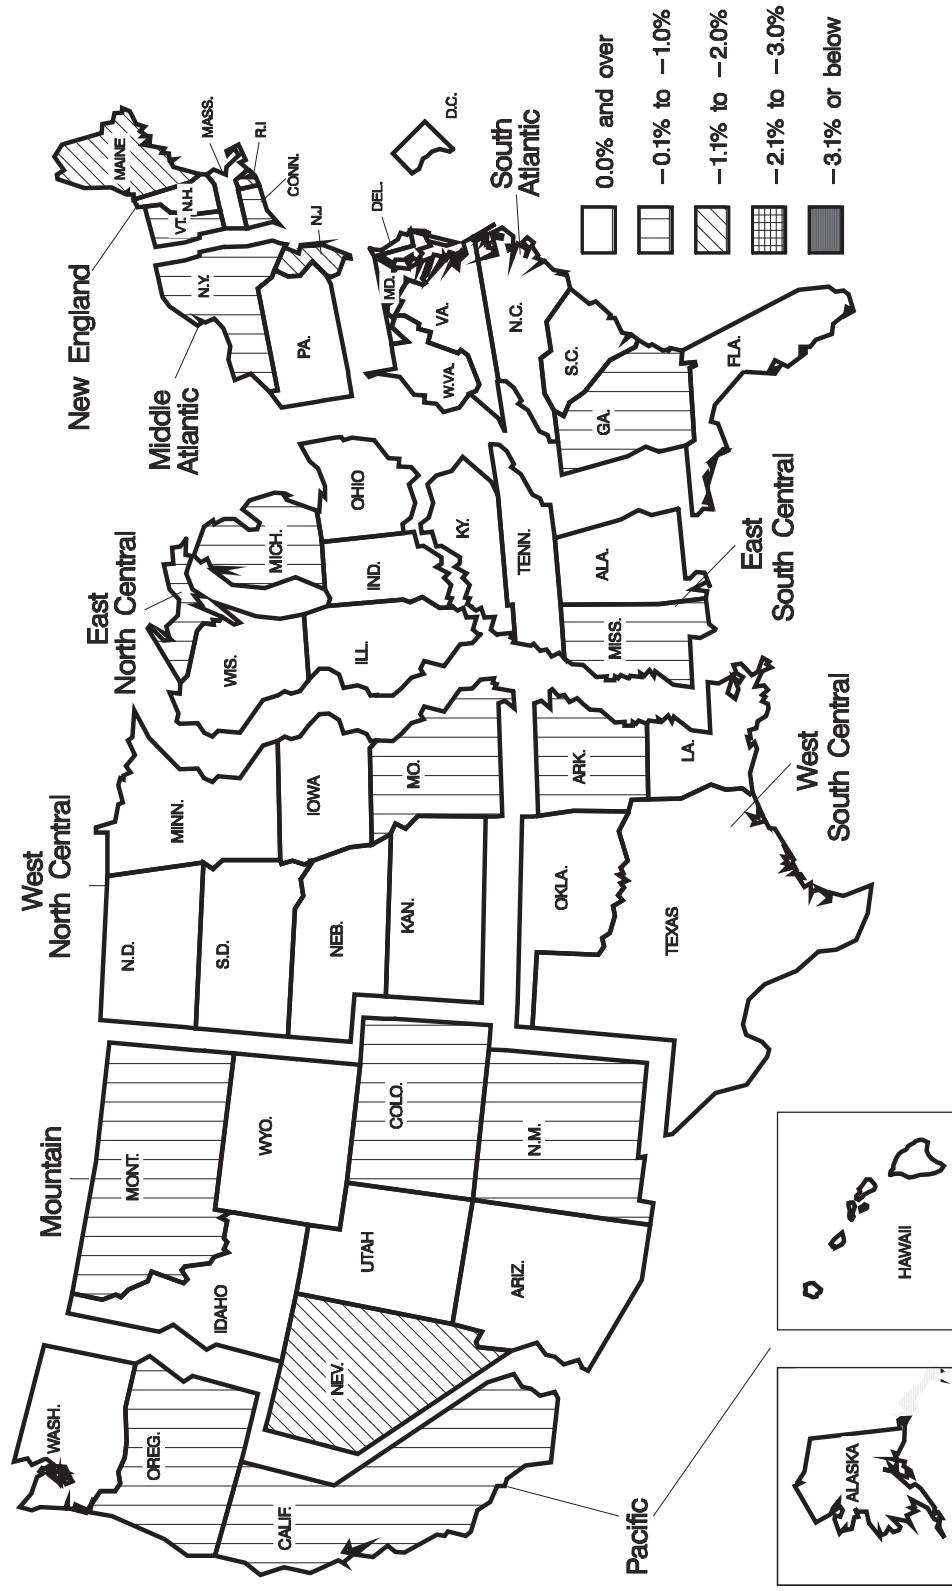 WASH.
OREG.
CALIF.
NEV.
IDAHO
MONT.
WYO.
UTAH
ARIZ.
COLO.
N.M.
N.D.
S.D.
NEB.
KAN.
OKLA.
TEXAS
MINN.
IOWA
MO.
ARK.
LA.
WIS.
ILL.
MICH.
IND.
OHIO
KY.
TENN.
MISS.
ALA.
GA.
FLA.
S.C.
N.C.
VA.
W.VA.
MD.
DEL.
PA.
N.J
N.Y.
VT.
N.H.
MAINE
MASS.
R.I
CONN.
D.C.
ALASKA
HAWAII
Pacific
Mountain
West
North Central
West
South Central
East
North Central
East
South Central
Middle
Atlantic
New England
South
Atlantic
0.0% and over
−0.1% to −1.0%
−1.1% to −2.0%
−2.1% to −3.0%
−3.1% or below